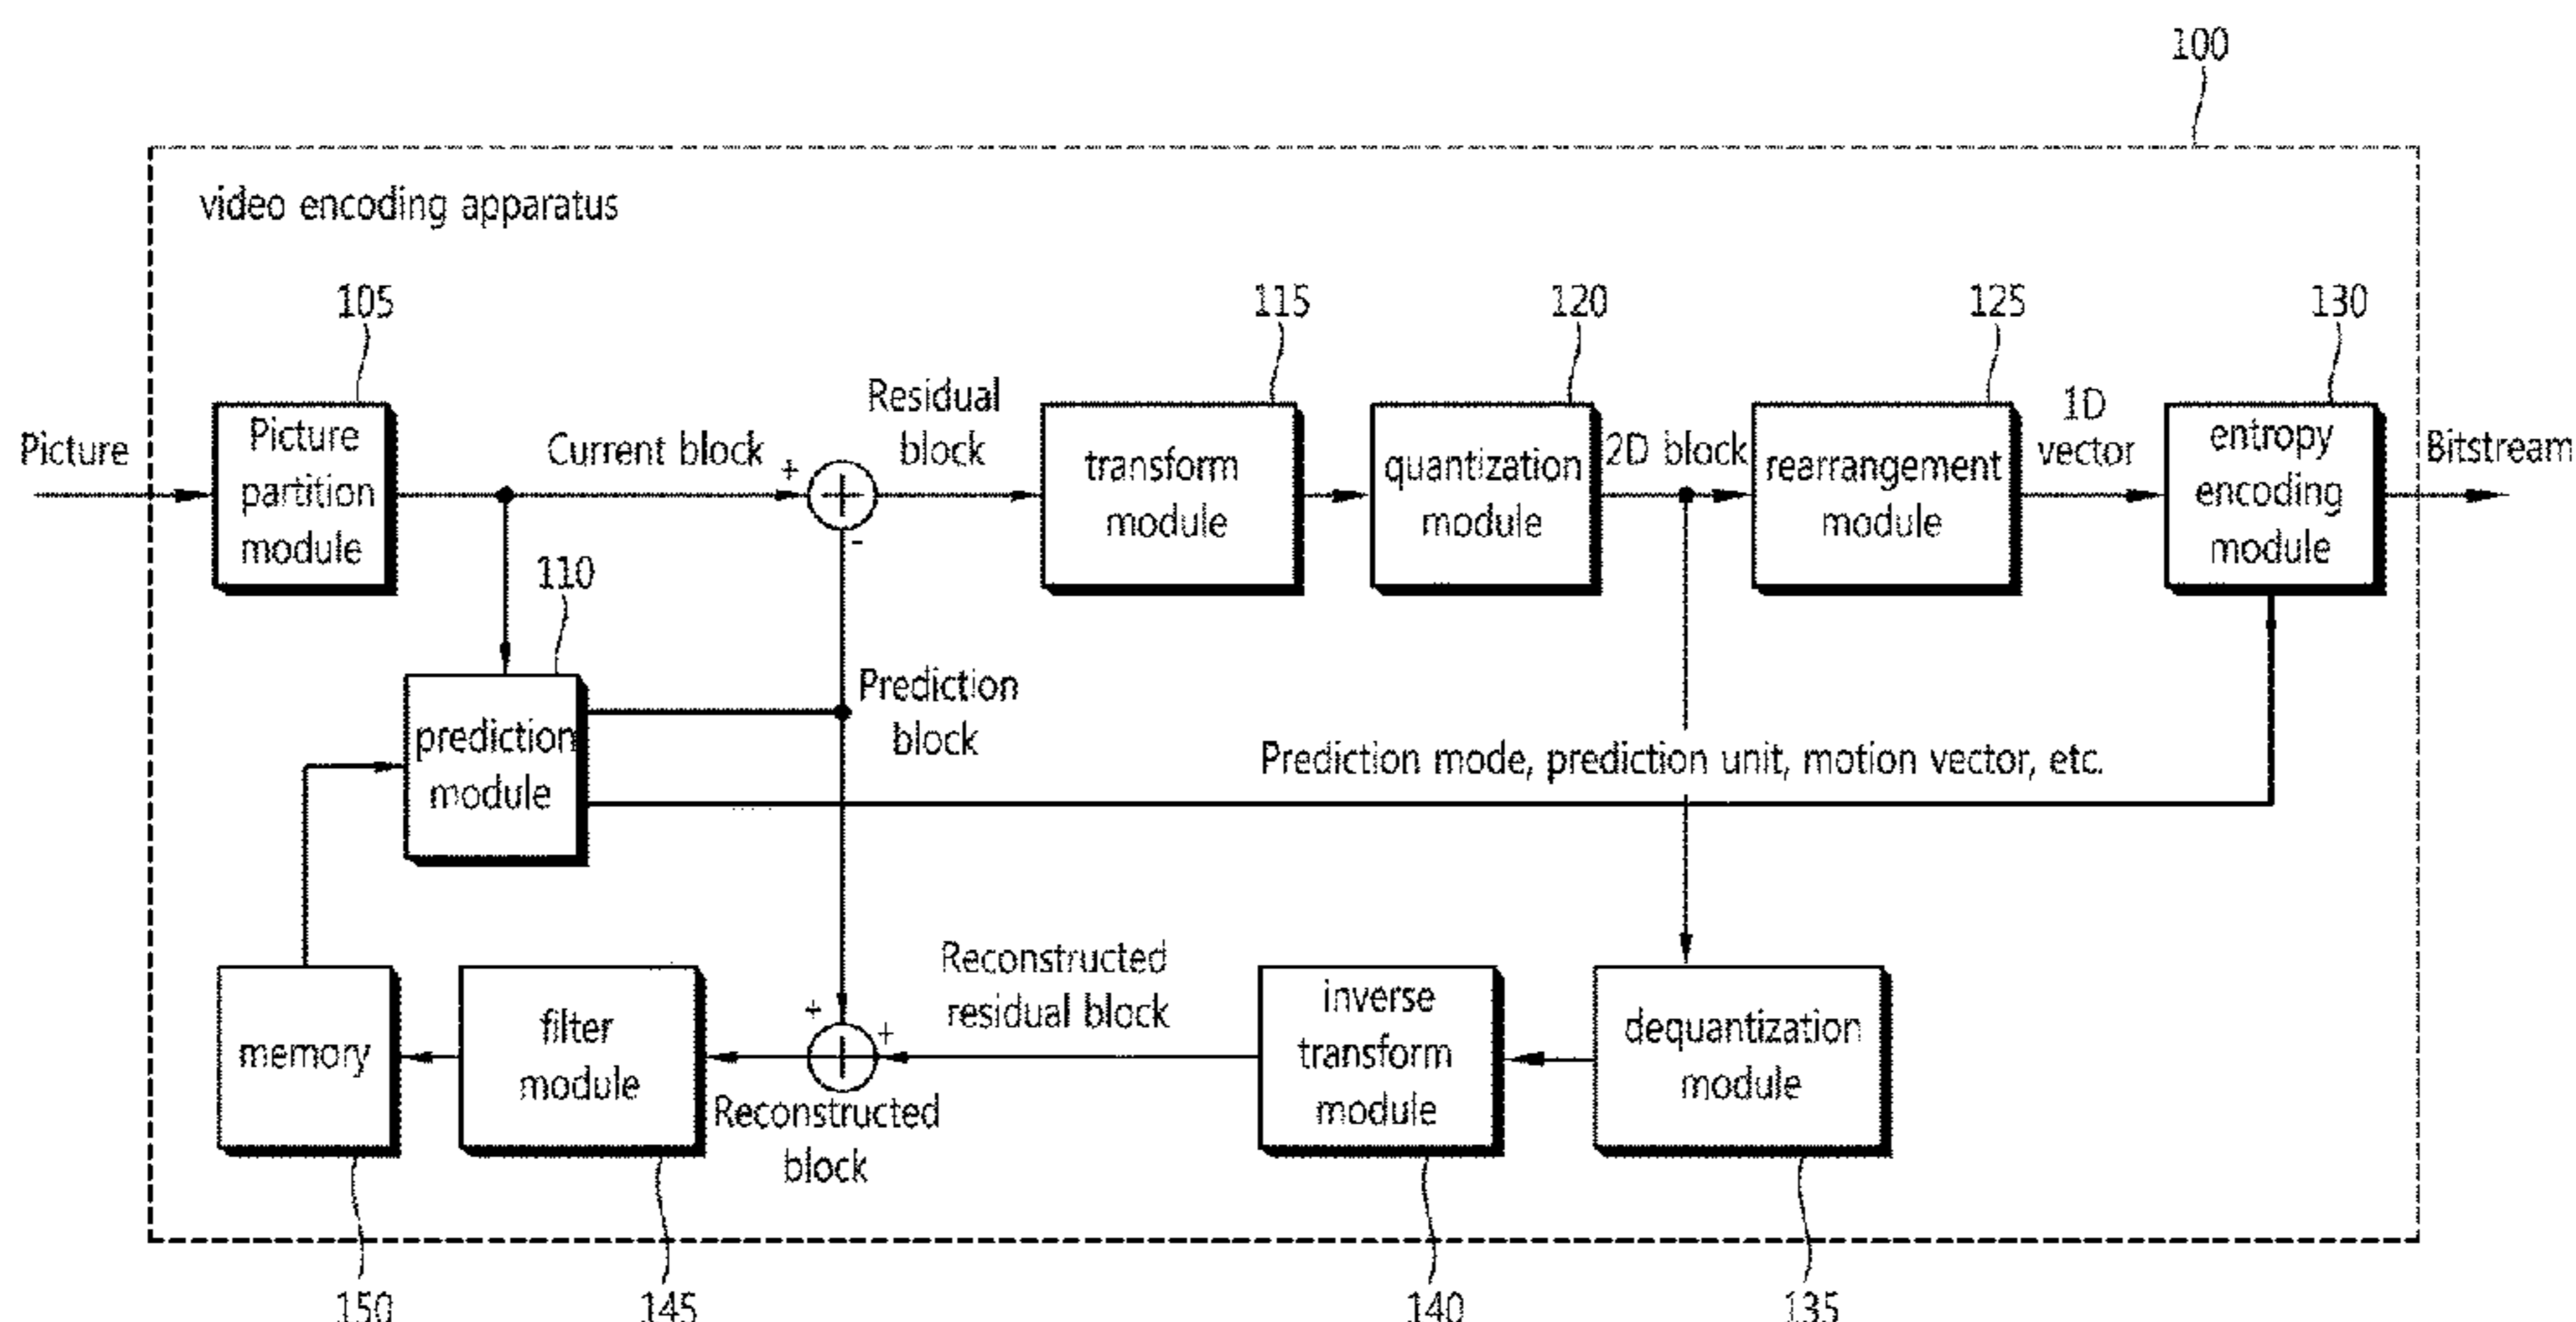 100
video encoding apparatus
105
115
120
125
130
Picture
Picture
partition
module
Current block
+
-
Residual
block
transform
module
quantization
module
2D block
rearrangement
module
1D
vector
entropy
encoding
module
Bitstream
110
prediction
module
Prediction
block
Prediction mode, prediction unit, motion vector, etc.
memory
filter
module
+
+
Reconstructed
block
Reconstructed
residual block
inverse
transform
module
dequantization
module
150
145
140
135